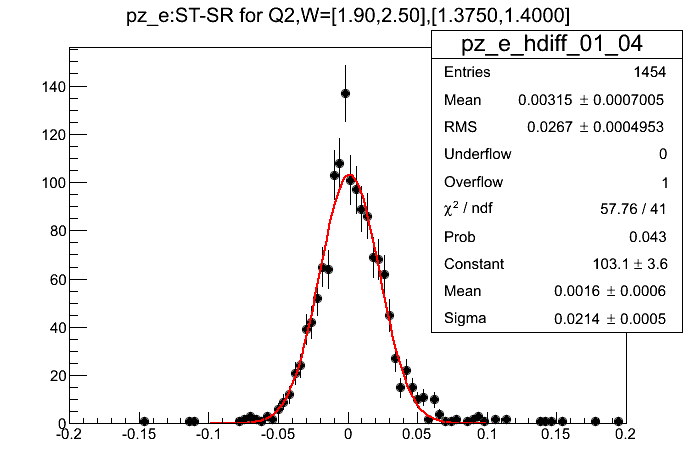 pz_e:ST-SR for Q2,W=[1.90,2.50],[1.3750,1.4000]
pz_e_hdiff_01_04
Entries 1454
Mean 0.00315 ± 0.0007005
RMS 0.0267 ± 0.0004953
Underflow 0
Overflow 1
χ² / ndf 57.76 / 41
Prob 0.043
Constant 103.1 ± 3.6
Mean 0.0016 ± 0.0006
Sigma 0.0214 ± 0.0005
140
120
100
80
60
40
20
0
-0.2 -0.15 -0.1 -0.05 0 0.05 0.1 0.15 0.2